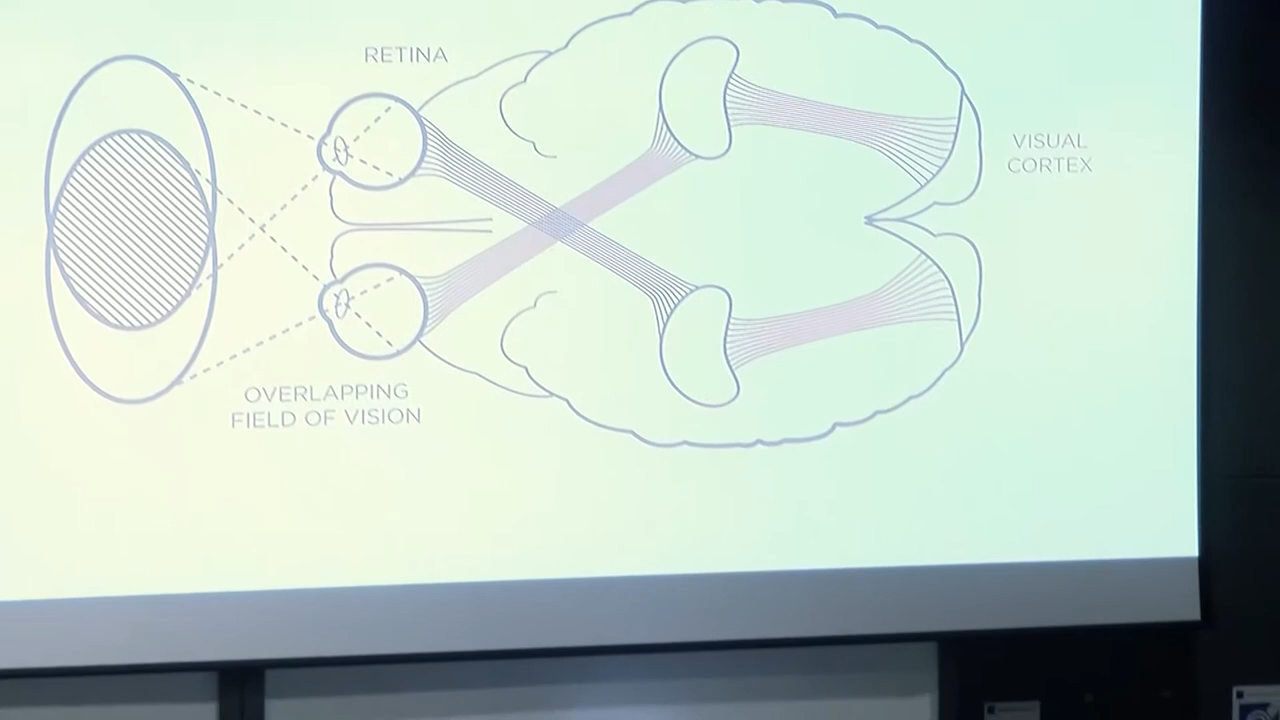 RETINA
VISUAL
CORTEX
OVERLAPPING
FIELD OF VISION